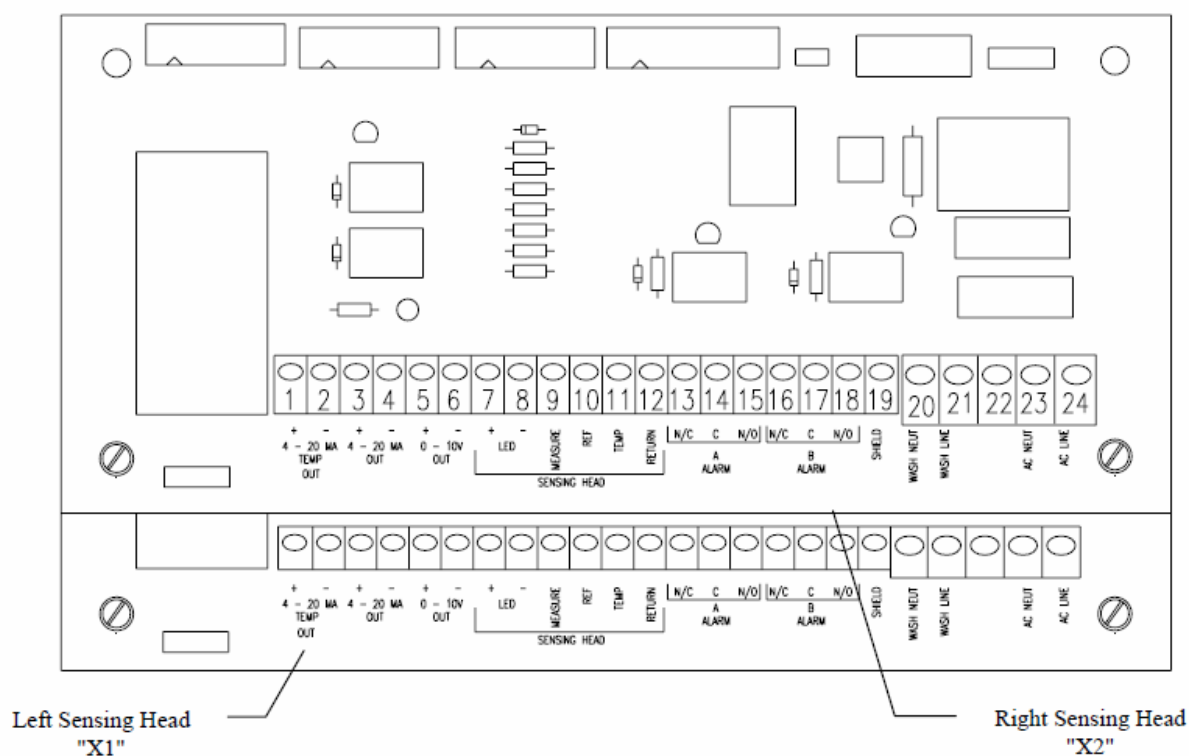 1 2 3 4 5 6 7 8 9 10 11 12 13 14 15 16 17 18 19 20 21 22 23 24
+ - + - + - + -
4 - 20 MA 4 - 20 MA 0 - 10V LED MEASURE REF TEMP RETURN N/C C N/O N/C C N/O SHIELD WASH NEUT WASH LINE AC NEUT AC LINE
TEMP OUT OUT A B
OUT ALARM ALARM
SENSING HEAD
+ - + - + - + -
4 - 20 MA 4 - 20 MA 0 - 10V LED MEASURE REF TEMP RETURN N/C C N/O N/C C N/O SHIELD WASH NEUT WASH LINE AC NEUT AC LINE
TEMP OUT OUT A B
OUT ALARM ALARM
SENSING HEAD
Left Sensing Head
"X1"
Right Sensing Head
"X2"